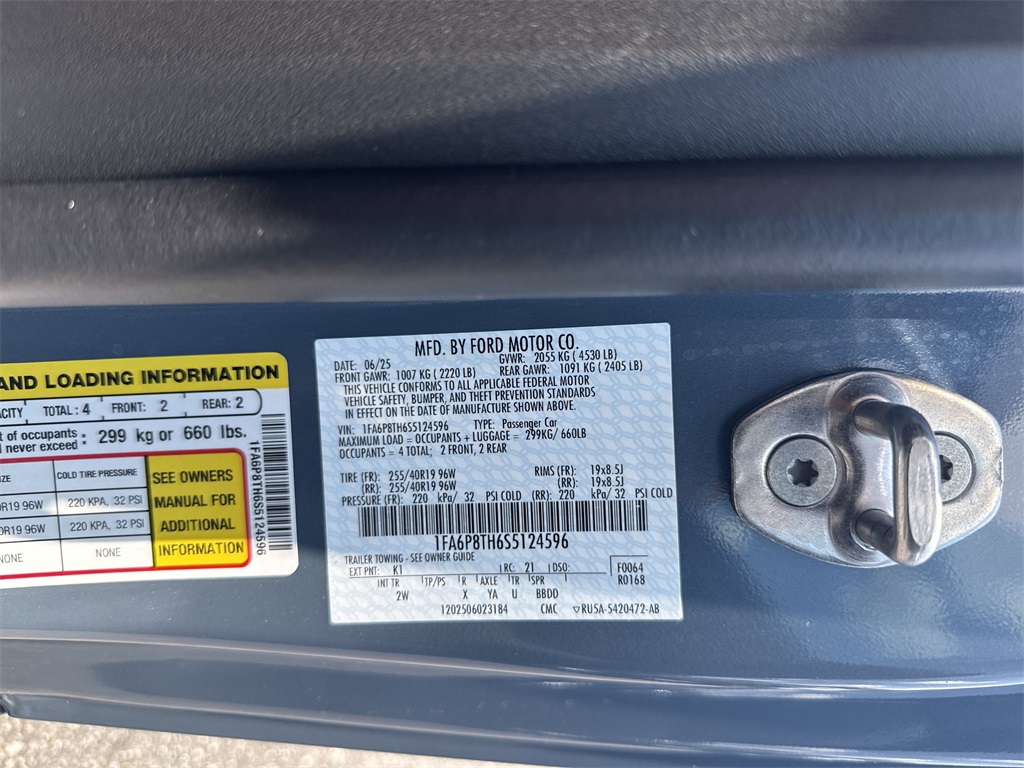 AND LOADING INFORMATION
ACITY TOTAL: 4 FRONT: 2 REAR: 2
t of occupants : 299 kg or 660 lbs.
d never exceed
ZE COLD TIRE PRESSURE SEE OWNERS
0R19 96W 220 KPA, 32 PSI MANUAL FOR
0R19 96W 220 KPA, 32 PSI ADDITIONAL
NONE NONE INFORMATION
1FA6P8TH6S5124596
MFD. BY FORD MOTOR CO.
DATE: 06/25 GVWR: 2055 KG ( 4530 LB)
FRONT GAWR: 1007 KG ( 2220 LB) REAR GAWR: 1091 KG ( 2405 LB)
THIS VEHICLE CONFORMS TO ALL APPLICABLE FEDERAL MOTOR
VEHICLE SAFETY, BUMPER, AND THEFT PREVENTION STANDARDS
IN EFFECT ON THE DATE OF MANUFACTURE SHOWN ABOVE.
VIN: 1FA6P8TH6S5124596 TYPE: Passenger Car
MAXIMUM LOAD = OCCUPANTS + LUGGAGE = 299KG/ 660LB
OCCUPANTS = 4 TOTAL: 2 FRONT, 2 REAR
TIRE (FR): 255/40R19 96W RIMS (FR): 19x8.5J
(RR): 255/40R19 96W (RR): 19x8.5J
PRESSURE (FR): 220 kPa/ 32 PSI COLD (RR): 220 kPa/ 32 PSI COLD
1FA6P8TH6S5124596
TRAILER TOWING - SEE OWNER GUIDE
EXT PNT: K1 RC: 21 DSO: F0064
INT TR TP/PS R AXLE TR SPR R0168
2W X YA U BBDD
1202506023184 CMC ▽RU5A-5420472-AB